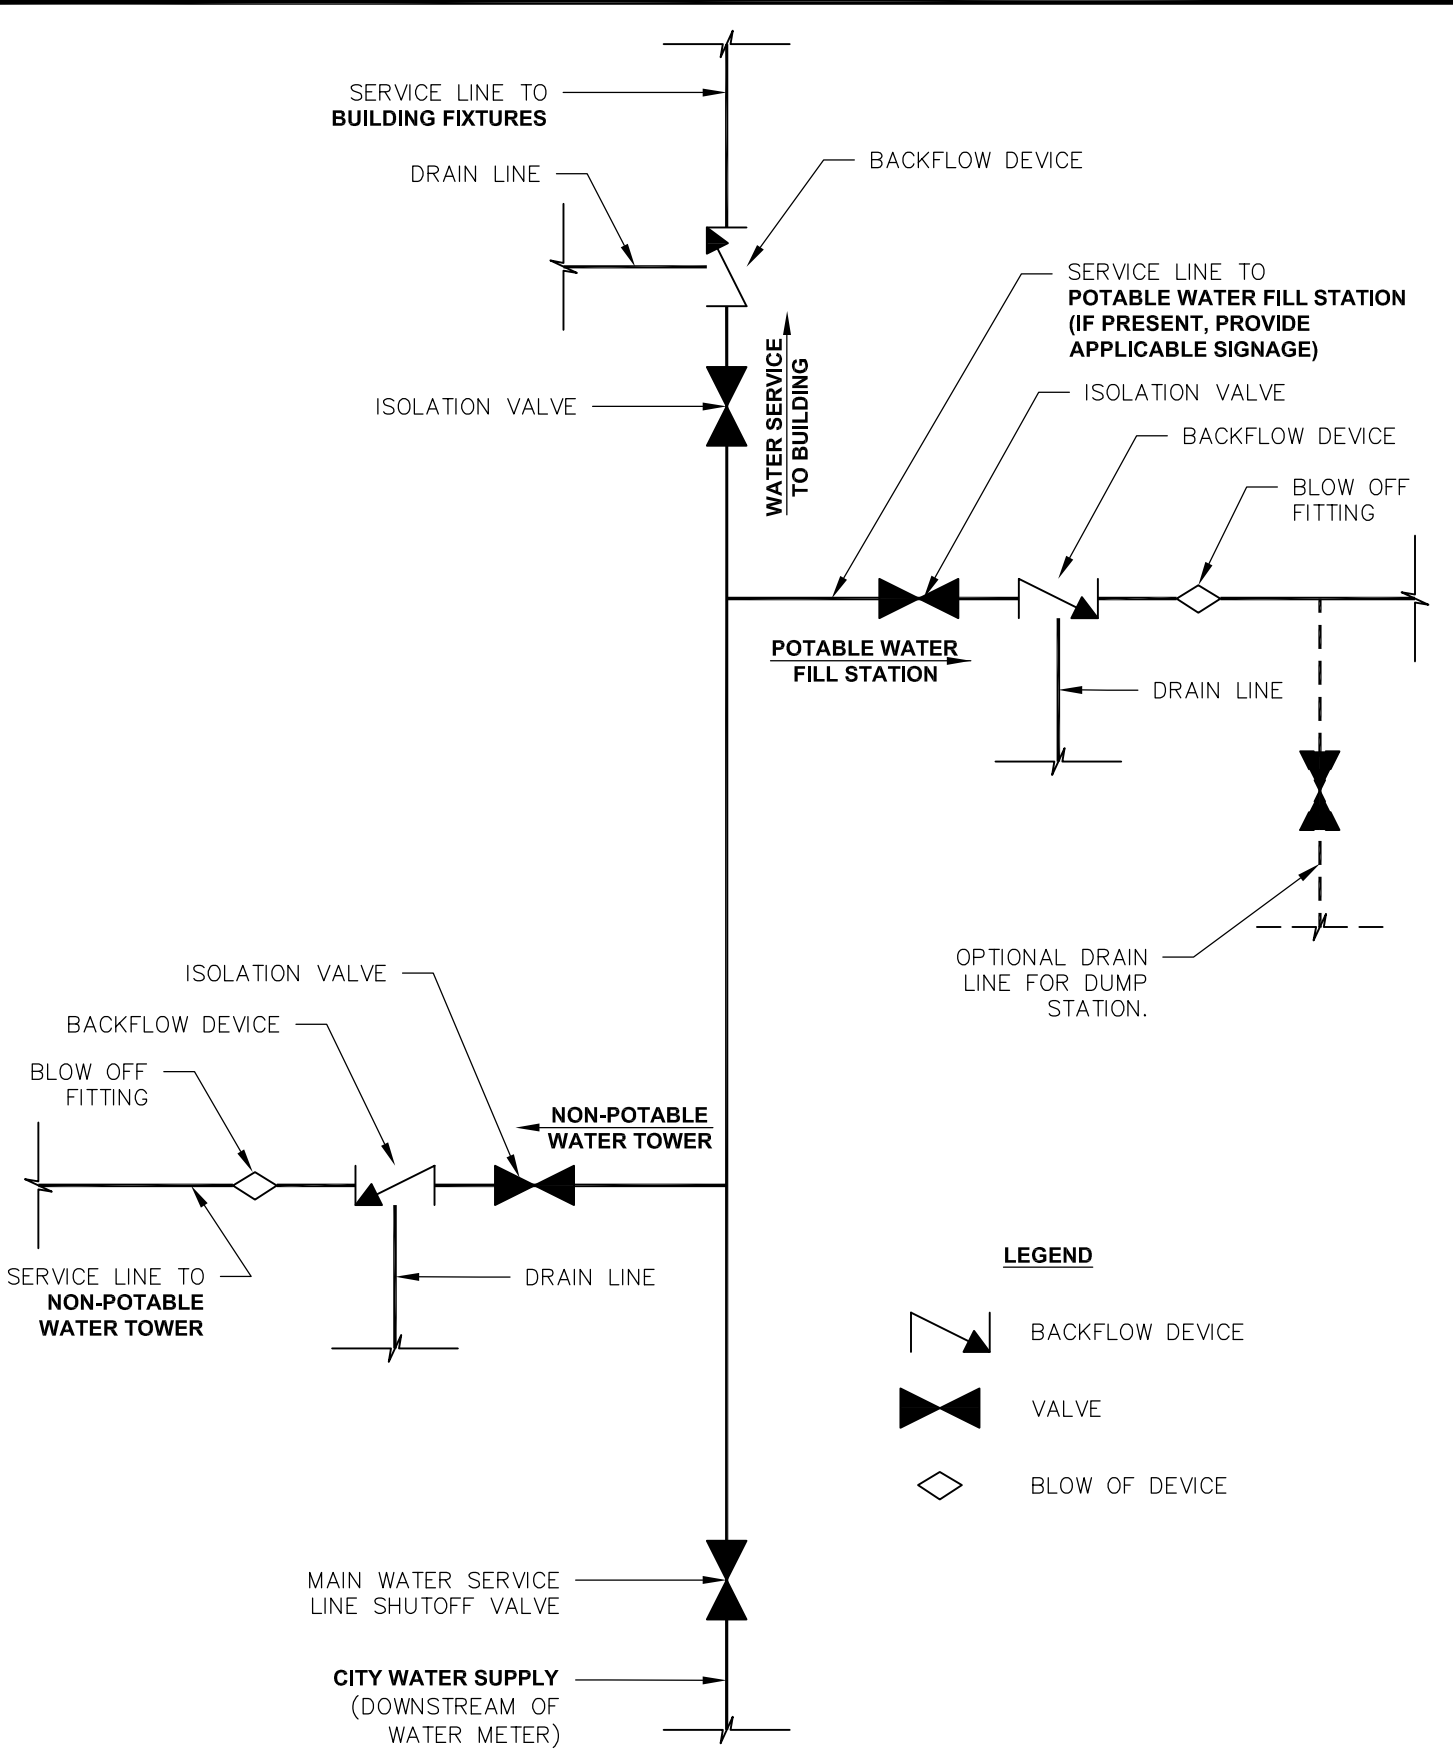 SERVICE LINE TO
BUILDING FIXTURES
DRAIN LINE
BACKFLOW DEVICE
SERVICE LINE TO
POTABLE WATER FILL STATION
(IF PRESENT, PROVIDE
APPLICABLE SIGNAGE)
ISOLATION VALVE
WATER SERVICE
TO BUILDING
ISOLATION VALVE
BACKFLOW DEVICE
BLOW OFF
FITTING
POTABLE WATER
FILL STATION
DRAIN LINE
OPTIONAL DRAIN
LINE FOR DUMP
STATION.
ISOLATION VALVE
BACKFLOW DEVICE
BLOW OFF
FITTING
NON-POTABLE
WATER TOWER
SERVICE LINE TO
NON-POTABLE
WATER TOWER
DRAIN LINE
LEGEND
BACKFLOW DEVICE
VALVE
BLOW OF DEVICE
MAIN WATER SERVICE
LINE SHUTOFF VALVE
CITY WATER SUPPLY
(DOWNSTREAM OF
WATER METER)